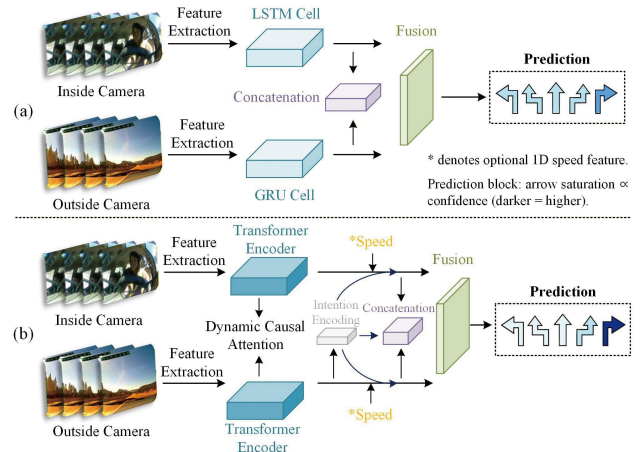 Feature
Extraction
LSTM Cell
Fusion
Inside Camera
Concatenation
Prediction
(a)
Feature
Extraction
* denotes optional 1D speed feature.
Prediction block: arrow saturation ∝
confidence (darker = higher).
Outside Camera
GRU Cell
Transformer
Encoder
Feature
Extraction
*Speed
Fusion
Inside Camera
Intention
Encoding
Concatenation
Prediction
(b)
Dynamic Causal
Attention
Feature
Extraction
*Speed
Outside Camera
Transformer
Encoder